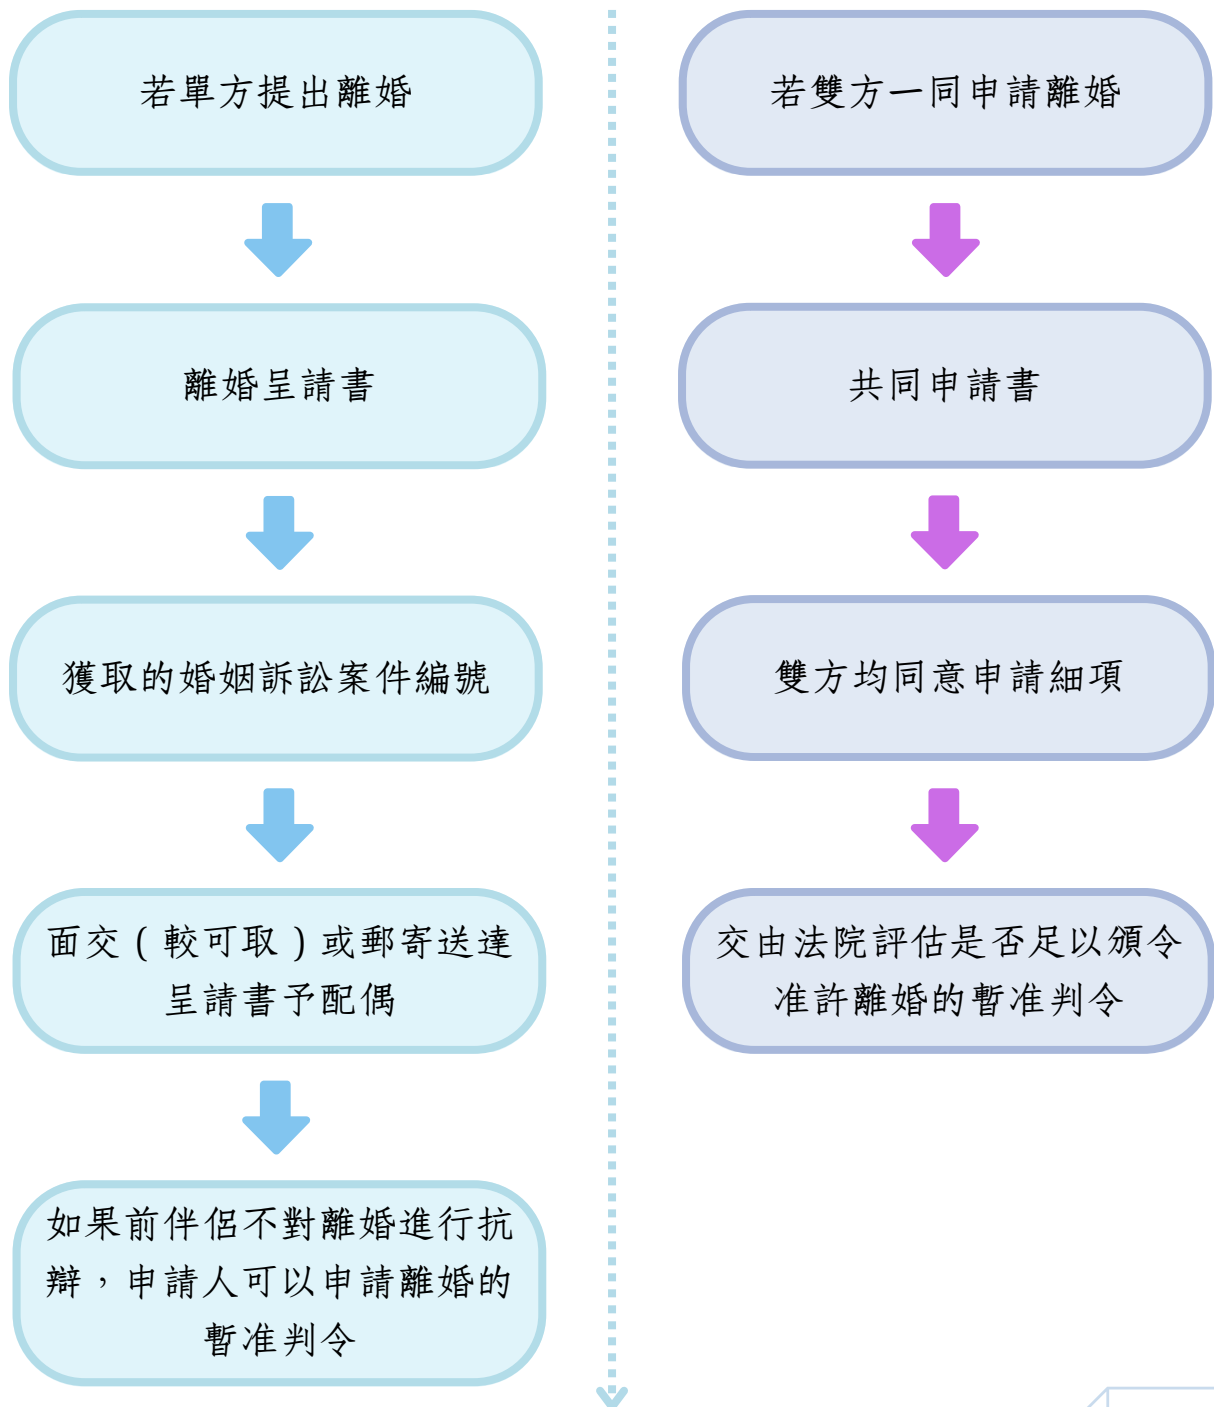 若單方提出離婚
離婚呈請書
獲取的婚姻訴訟案件編號
面交(較可取)或郵寄送達
呈請書予配偶
如果前伴侶不對離婚進行抗
辯，申請人可以申請離婚的
暫准判令
若雙方一同申請離婚
共同申請書
雙方均同意申請細項
交由法院評估是否足以頒令
准許離婚的暫准判令